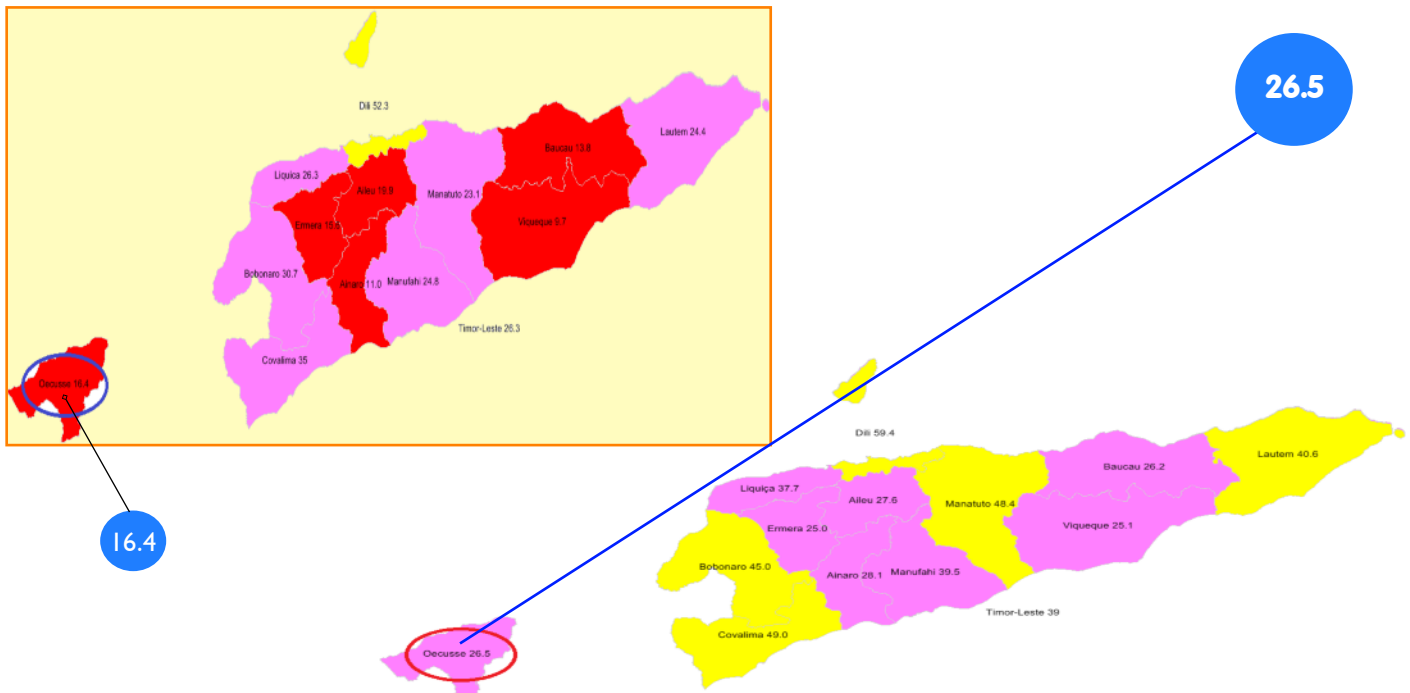 26.5
Dili 52.3
Lautem 24.4
Baucau 13.8
Liquica 26.3
Aileu 19.9
Manatuto 23.1
Viqueque 9.7
Ermera 15.5
Bobonaro 30.7
Ainaro 11.0
Manufahi 24.8
Timor-Leste 26.3
Covalima 35
Oecusse 16.4
16.4
Dili 59.4
Lautem 40.6
Baucau 26.2
Liquiça 37.7
Aileu 27.6
Manatuto 48.4
Ermera 25.0
Viqueque 25.1
Bobonaro 45.0
Ainaro 28.1
Manufahi 39.5
Timor-Leste 39
Covalima 49.0
Oecusse 26.5